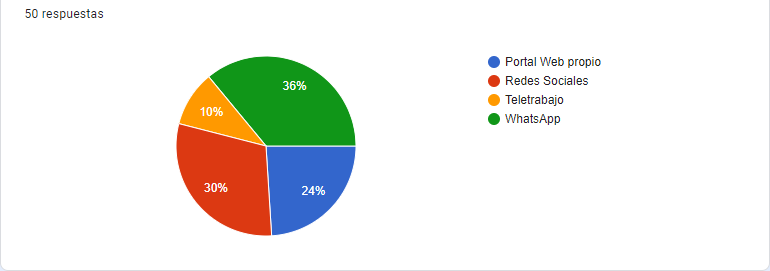 50 respuestas
Portal Web propio
Redes Sociales
Teletrabajo
WhatsApp
36%
10%
30%
24%